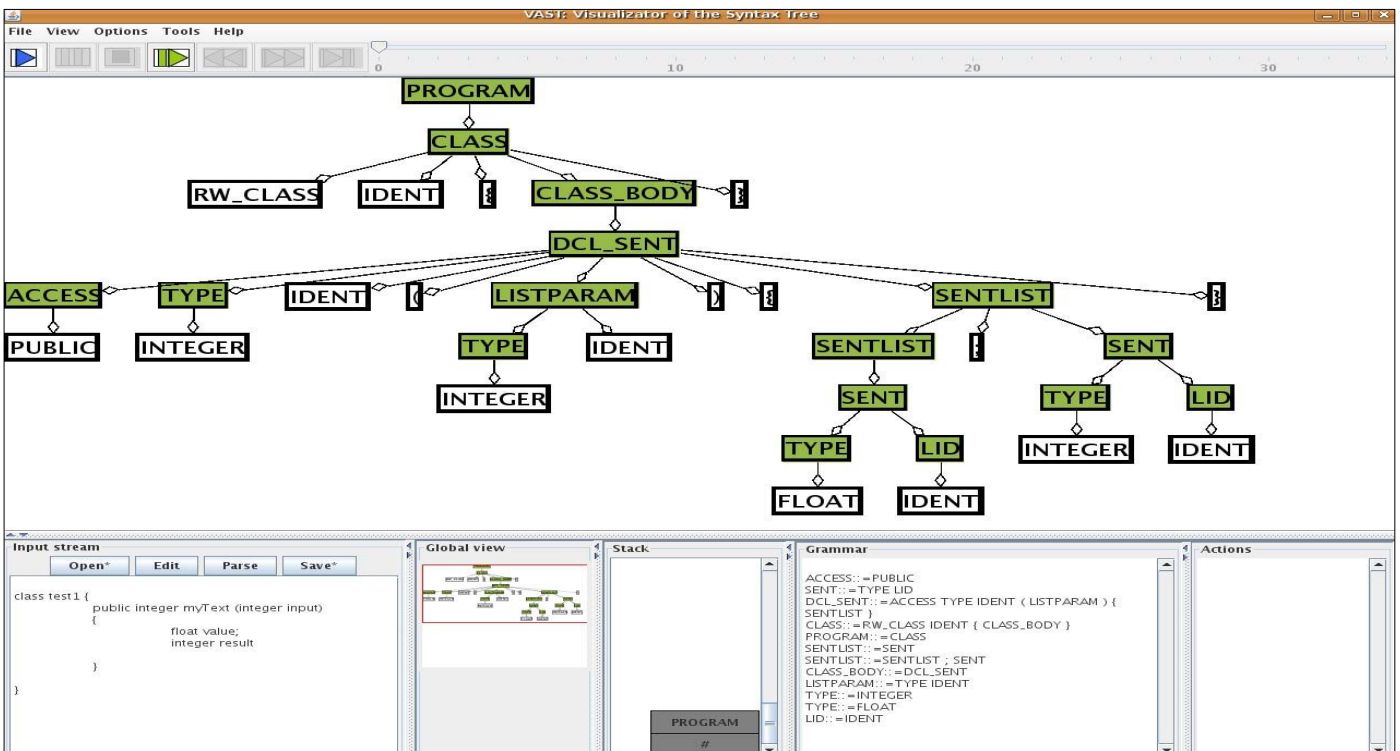 VAST: Visualizator of the Syntax Tree
File View Options Tools Help
0 10 20 30
PROGRAM
CLASS
RW_CLASS IDENT { CLASS_BODY }
DCL_SENT
ACCESS TYPE IDENT ( LISTPARAM ) { SENTLIST }
PUBLIC INTEGER TYPE IDENT SENTLIST ; SENT
INTEGER SENT TYPE LID
TYPE LID INTEGER IDENT
FLOAT IDENT
Input stream
Open* Edit Parse Save*
class test1 {
public integer myText (integer input)
{
float value;
integer result
}
}
Global view
Stack
PROGRAM
#
Grammar
ACCESS::=PUBLIC
SENT::=TYPE LID
DCL_SENT::=ACCESS TYPE IDENT ( LISTPARAM ) {
SENTLIST }
CLASS::=RW_CLASS IDENT { CLASS_BODY }
PROGRAM::=CLASS
SENTLIST::=SENT
SENTLIST::=SENTLIST ; SENT
CLASS_BODY::=DCL_SENT
LISTPARAM::=TYPE IDENT
TYPE::=INTEGER
TYPE::=FLOAT
LID::=IDENT
Actions